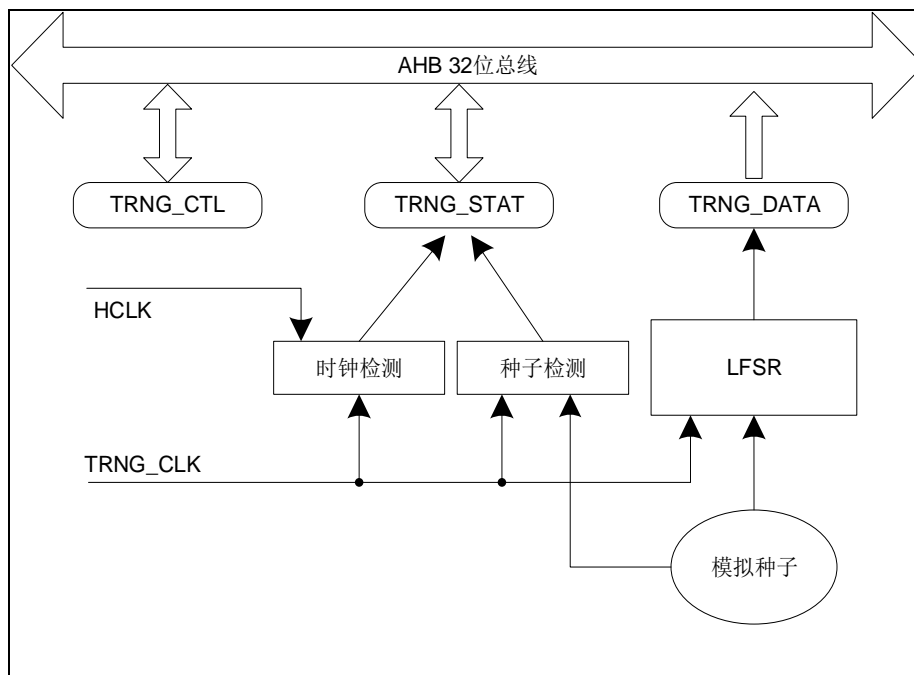 AHB 32位总线
TRNG_CTL
TRNG_STAT
TRNG_DATA
HCLK
时钟检测
种子检测
LFSR
TRNG_CLK
模拟种子